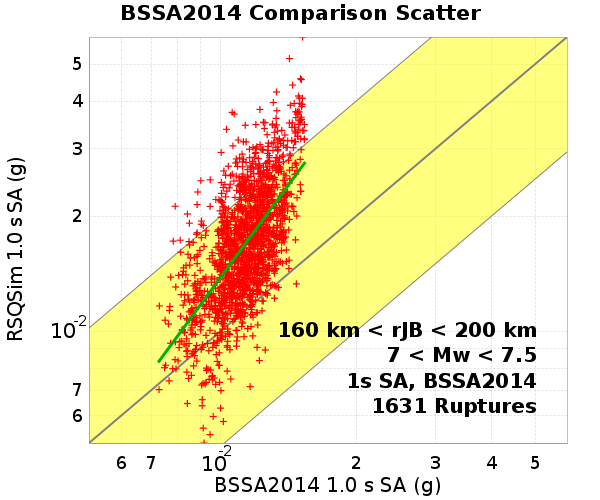 BSSA2014 Comparison Scatter
RSQSim 1.0 s SA (g)
5
4
3
2
10-2
7
6
160 km < rJB < 200 km
7 < Mw < 7.5
1s SA, BSSA2014
1631 Ruptures
6 7 10-2 2 3 4 5
BSSA2014 1.0 s SA (g)